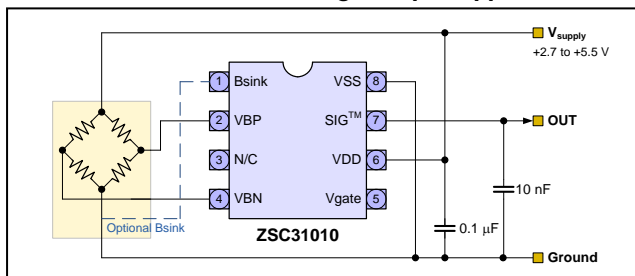 V_supply
+2.7 to +5.5 V
1 Bsink VSS 8
2 VBP SIG™ 7 OUT
3 N/C VDD 6
4 VBN Vgate 5 10 nF
Optional Bsink
ZSC31010 0.1 µF
Ground